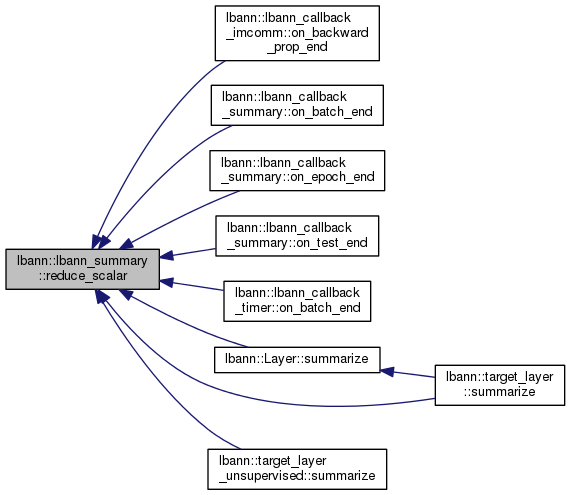 lbann::lbann_callback
_imcomm::on_backward
_prop_end
lbann::lbann_callback
_summary::on_batch_end
lbann::lbann_callback
_summary::on_epoch_end
lbann::lbann_callback
_summary::on_test_end
lbann::lbann_summary
::reduce_scalar
lbann::lbann_callback
_timer::on_batch_end
lbann::Layer::summarize
lbann::target_layer
::summarize
lbann::target_layer
_unsupervised::summarize